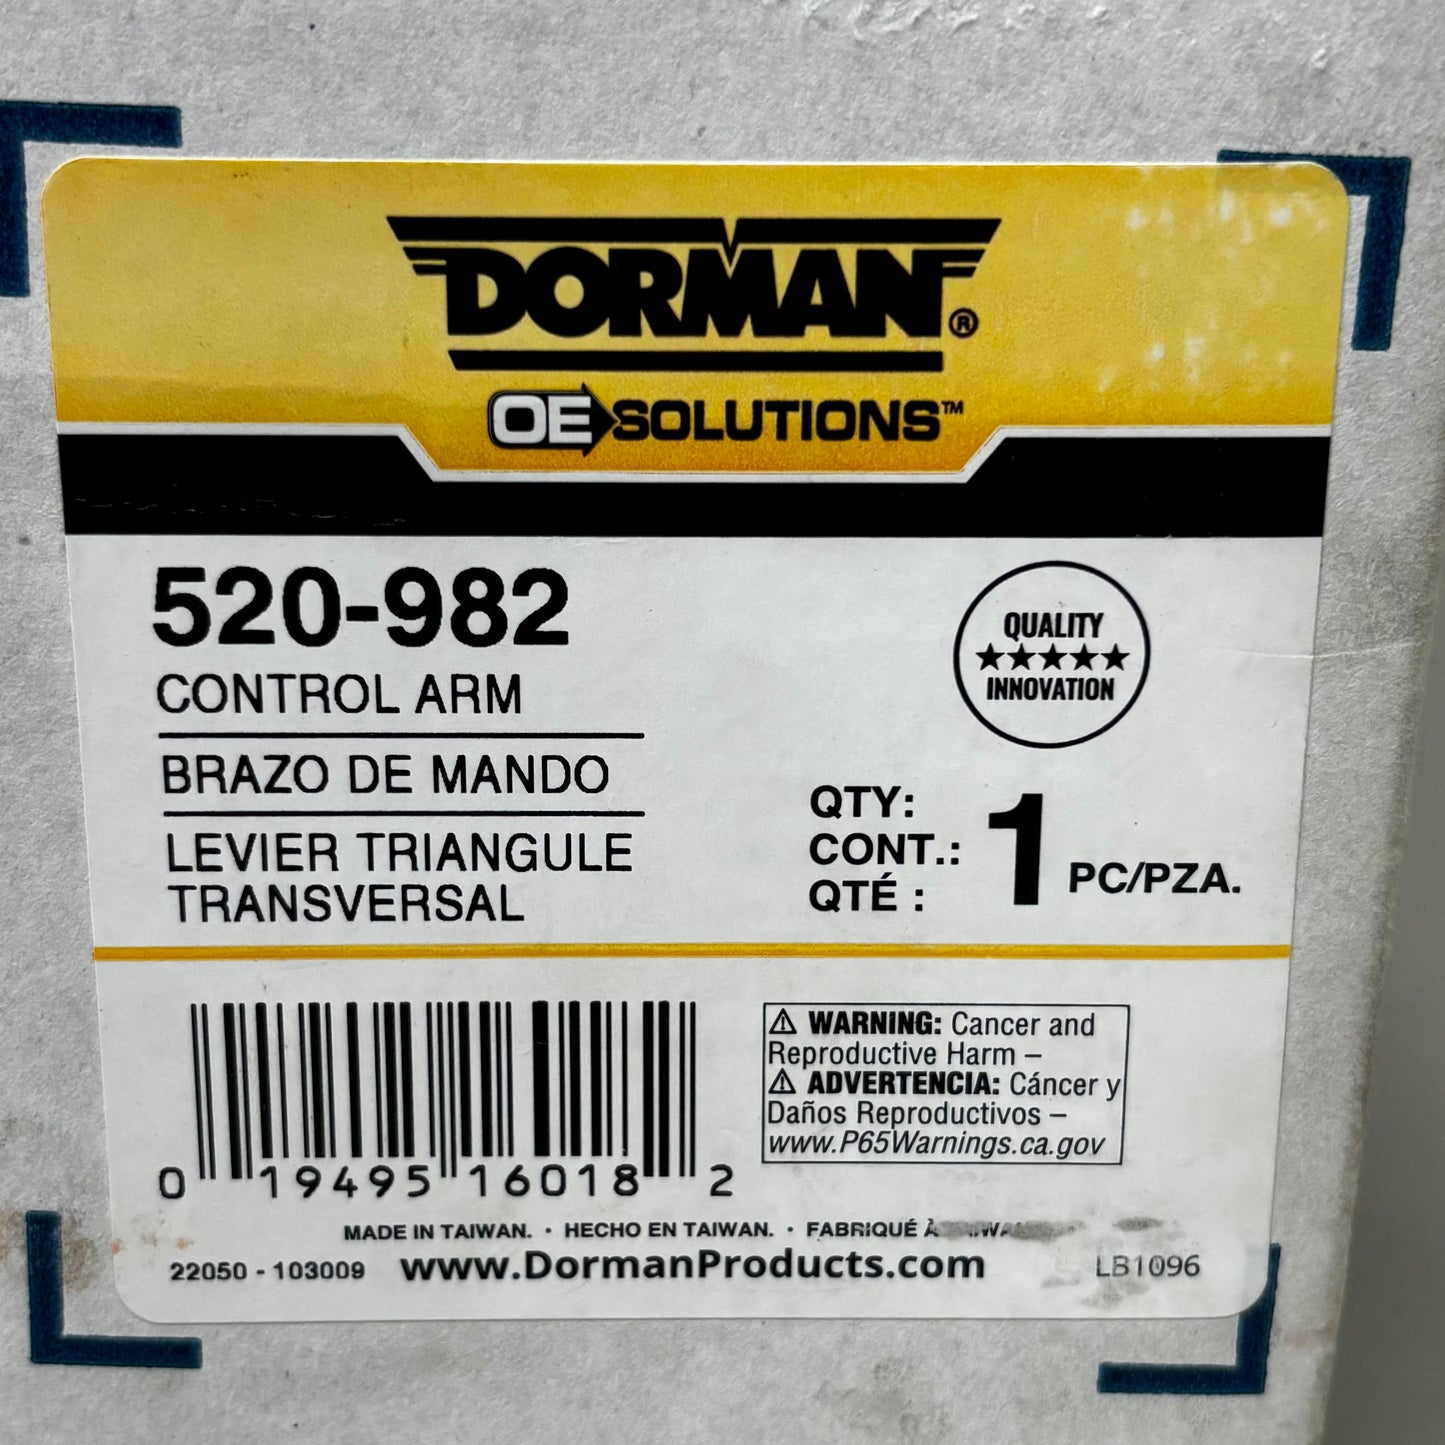 DORMAN®
OE SOLUTIONS™
520-982
CONTROL ARM
BRAZO DE MANDO
LEVIER TRIANGULE
TRANSVERSAL
QUALITY
★★★★★
INNOVATION
QTY:
CONT.:
QTÉ :
1 PC/PZA.
⚠ WARNING: Cancer and
Reproductive Harm –
⚠ ADVERTENCIA: Cáncer y
Daños Reproductivos –
www.P65Warnings.ca.gov
0 19495 16018 2
MADE IN TAIWAN. • HECHO EN TAIWAN. • FABRIQUÉ À
22050 - 103009 www.DormanProducts.com LB1096